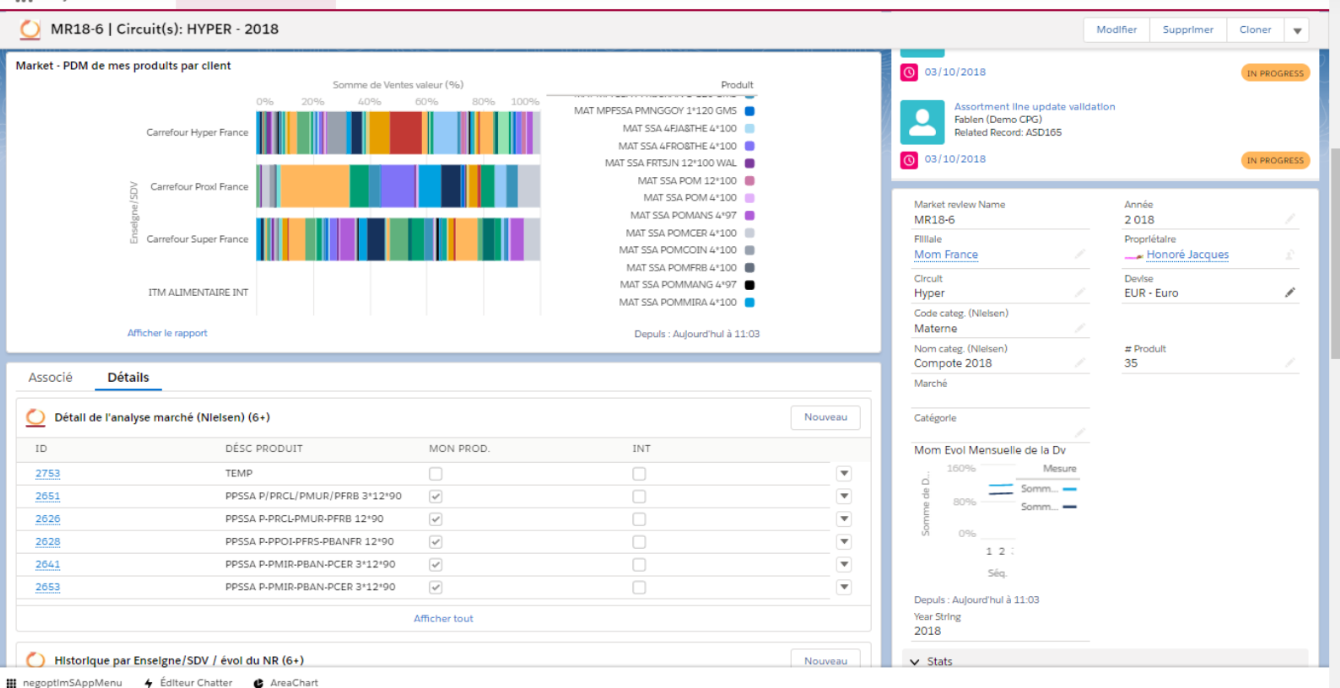 MR18-6 | Circuit(s): HYPER - 2018
Modifier
Supprimer
Cloner
Market - PDM de mes produits par client
Somme de Ventes valeur (%)
0% 20% 40% 60% 80% 100%
Enseigne/SDV
Carrefour Hyper France
Carrefour Proxi France
Carrefour Super France
ITM ALIMENTAIRE INT
Produit
MAT MPFSSA PMNGGOY 1*120 GMS
MAT SSA 4FJA&THE 4*100
MAT SSA 4FRO&THE 4*100
MAT SSA FRTSJN 12*100 WAL
MAT SSA POM 12*100
MAT SSA POM 4*100
MAT SSA POMANS 4*97
MAT SSA POMCER 4*100
MAT SSA POMCOIN 4*100
MAT SSA POMFRB 4*100
MAT SSA POMMANG 4*97
MAT SSA POMMIRA 4*100
Afficher le rapport
Depuis : Aujourd'hui à 11:03
Associé
Détails
Détail de l'analyse marché (Nielsen) (6+)
Nouveau
ID DÉSC PRODUIT MON PROD. INT
2753 TEMP
2651 PPSSA P/PRCL/PMUR/PFRB 3*12*90
2626 PPSSA P-PRCL-PMUR-PFRB 12*90
2628 PPSSA P-PPOI-PFRS-PBANFR 12*90
2641 PPSSA P-PMIR-PBAN-PCER 3*12*90
2653 PPSSA P-PMIR-PBAN-PCER 3*12*90
Afficher tout
Historique par Enseigne/SDV / évol du NR (6+)
Nouveau
03/10/2018
IN PROGRESS
Assortment line update validation
Fabien (Demo CPG)
Related Record: ASD165
03/10/2018
IN PROGRESS
Market review Name
MR18-6
Année
2 018
Filiale
Mom France
Propriétaire
Honoré Jacques
Circuit
Hyper
Devise
EUR - Euro
Code categ. (Nielsen)
Materne
Nom categ. (Nielsen)
Compote 2018
# Produit
35
Marché
Catégorie
Mom Evol Mensuelle de la Dv
Somme de D...
160%
80%
0%
1 2
Séq.
Mesure
Somm...
Somm...
Depuis : Aujourd'hui à 11:03
Year String
2018
Stats
negoptimSAppMenu
Éditeur Chatter
AreaChart